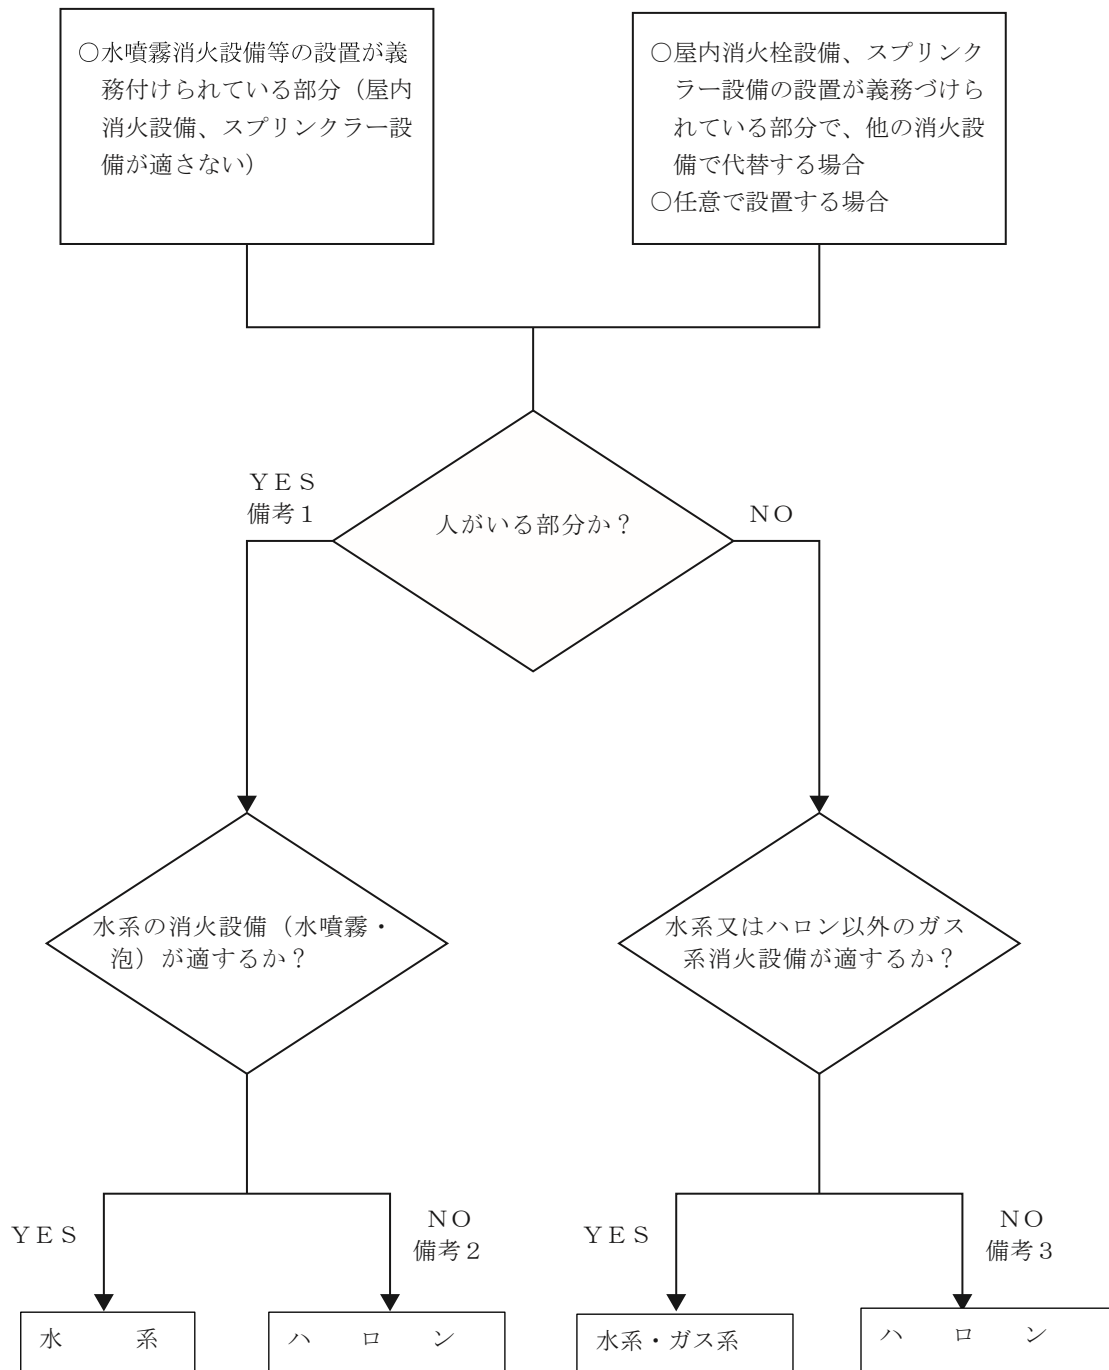 ○水噴霧消火設備等の設置が義
務付けられている部分（屋内
消火設備、スプリンクラー設
備が適さない）
○屋内消火栓設備、スプリンク
ラー設備の設置が義務づけら
れている部分で、他の消火設
備で代替する場合
○任意で設置する場合
ＹＥＳ
備考１
人がいる部分か？
ＮＯ
水系の消火設備（水噴霧・
泡）が適するか？
水系又はハロン以外のガス
系消火設備が適するか？
ＹＥＳ
ＮＯ
備考２
ＹＥＳ
ＮＯ
備考３
水　　　系
ハ　ロ　ン
水系・ガス系
ハ　ロ　ン